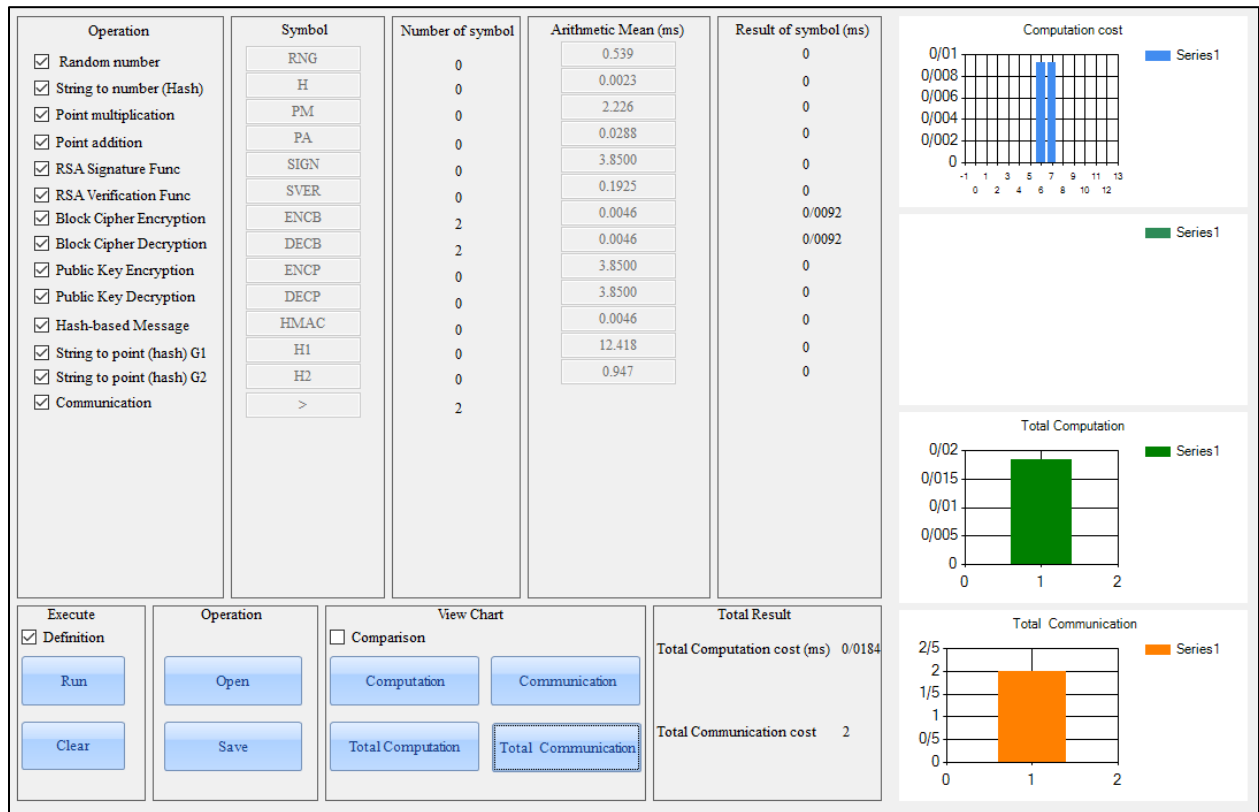 Operation Symbol Number of symbol Arithmetic Mean (ms) Result of symbol (ms)
Random number RNG 0 0.539 0
String to number (Hash) H 0 0.0023 0
Point multiplication PM 0 2.226 0
Point addition PA 0 0.0288 0
RSA Signature Func SIGN 0 3.8500 0
RSA Verification Func SVER 0 0.1925 0
Block Cipher Encryption ENCB 2 0.0046 0/0092
Block Cipher Decryption DECB 2 0.0046 0/0092
Public Key Encryption ENCP 0 3.8500 0
Public Key Decryption DECP 0 3.8500 0
Hash-based Message HMAC 0 0.0046 0
String to point (hash) G1 H1 0 12.418 0
String to point (hash) G2 H2 0 0.947 0
Communication > 2
Computation cost
Series1
0/01
0/008
0/006
0/004
0/002
0
-1 1 3 5 7 9 11 13
0 2 4 6 8 10 12
Series1
Total Computation
Series1
0/02
0/015
0/01
0/005
0
0 1 2
Execute
Definition
Run
Clear
Operation
Open
Save
View Chart
Comparison
Computation Communication
Total Computation Total Communication
Total Result
Total Computation cost (ms) 0/0184
Total Communication cost 2
Total Communication
Series1
2/5
2
1/5
1
0/5
0
0 1 2